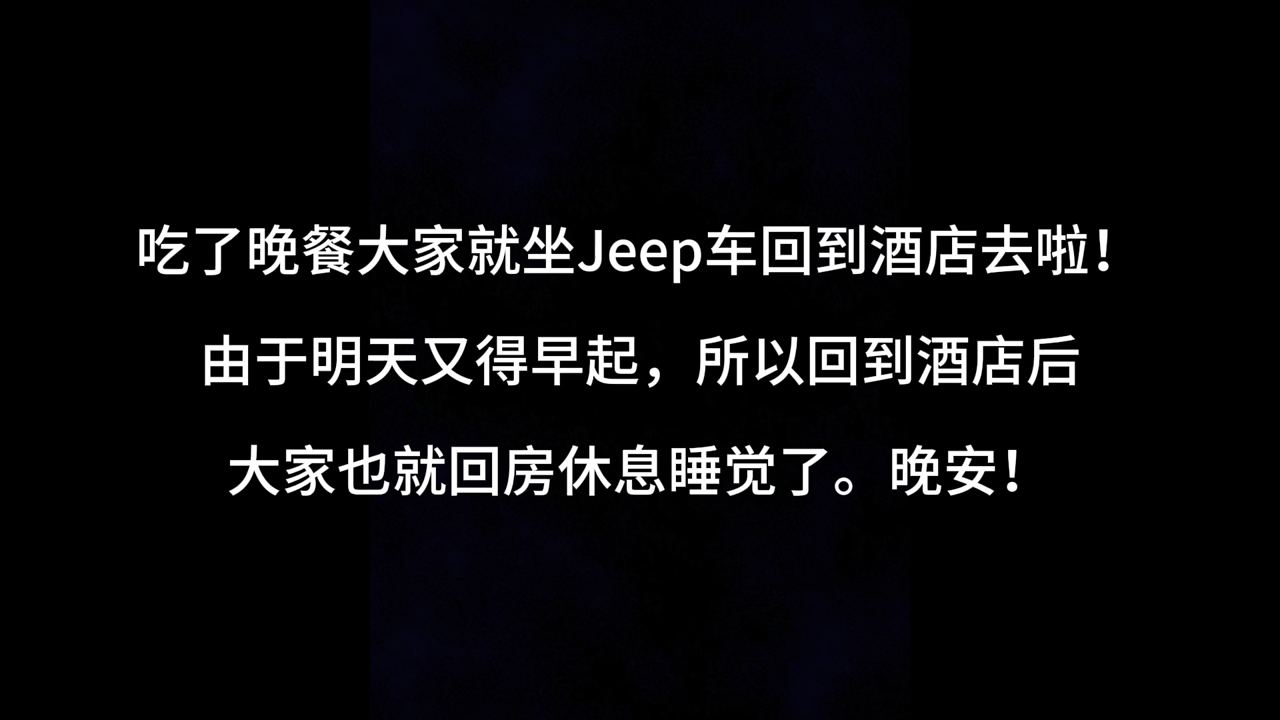 吃了晚餐大家就坐Jeep车回到酒店去啦！
由于明天又得早起，所以回到酒店后
大家也就回房休息睡觉了。晚安！